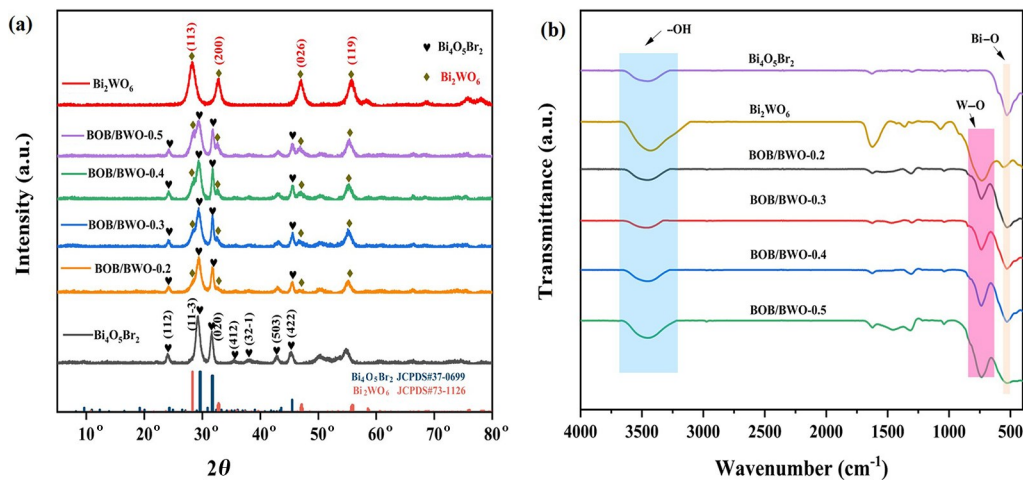 (a)
Intensity (a.u.)
(113)
(200)
(026)
(119)
Bi₄O₅Br₂
Bi₂WO₆
Bi₂WO₆
BOB/BWO-0.5
BOB/BWO-0.4
BOB/BWO-0.3
BOB/BWO-0.2
Bi₄O₅Br₂
(112)
(11-3)
(020)
(412)
(32-1)
(503)
(422)
Bi₄O₅Br₂ JCPDS#37-0699
Bi₂WO₆ JCPDS#73-1126
10° 20° 30° 40° 50° 60° 70° 80°
2θ
(b)
Transmittance (a.u.)
–OH
Bi–O
Bi₄O₅Br₂
W–O
Bi₂WO₆
BOB/BWO-0.2
BOB/BWO-0.3
BOB/BWO-0.4
BOB/BWO-0.5
4000 3500 3000 2500 2000 1500 1000 500
Wavenumber (cm⁻¹)